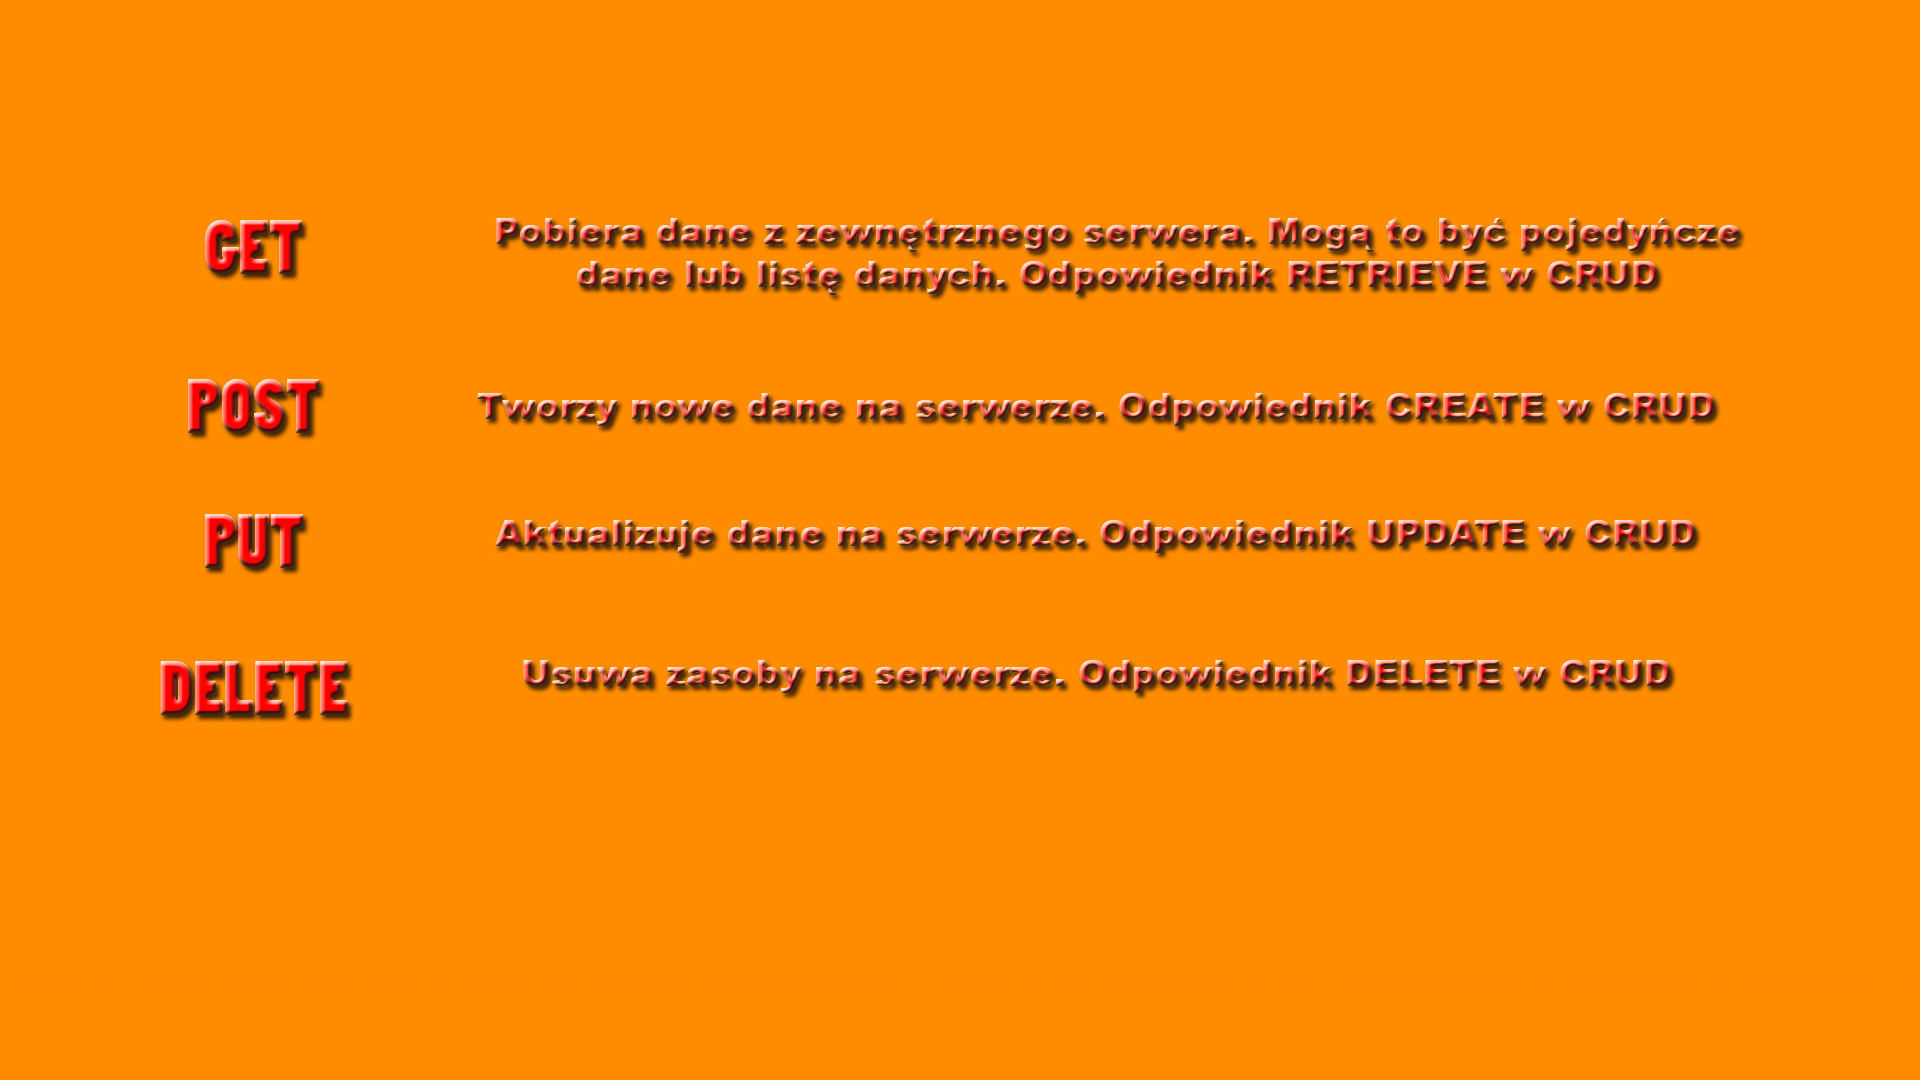 GET
Pobiera dane z zewnętrznego serwera. Mogą to być pojedyńcze
dane lub listę danych. Odpowiednik RETRIEVE w CRUD
POST
Tworzy nowe dane na serwerze. Odpowiednik CREATE w CRUD
PUT
Aktualizuje dane na serwerze. Odpowiednik UPDATE w CRUD
DELETE
Usuwa zasoby na serwerze. Odpowiednik DELETE w CRUD